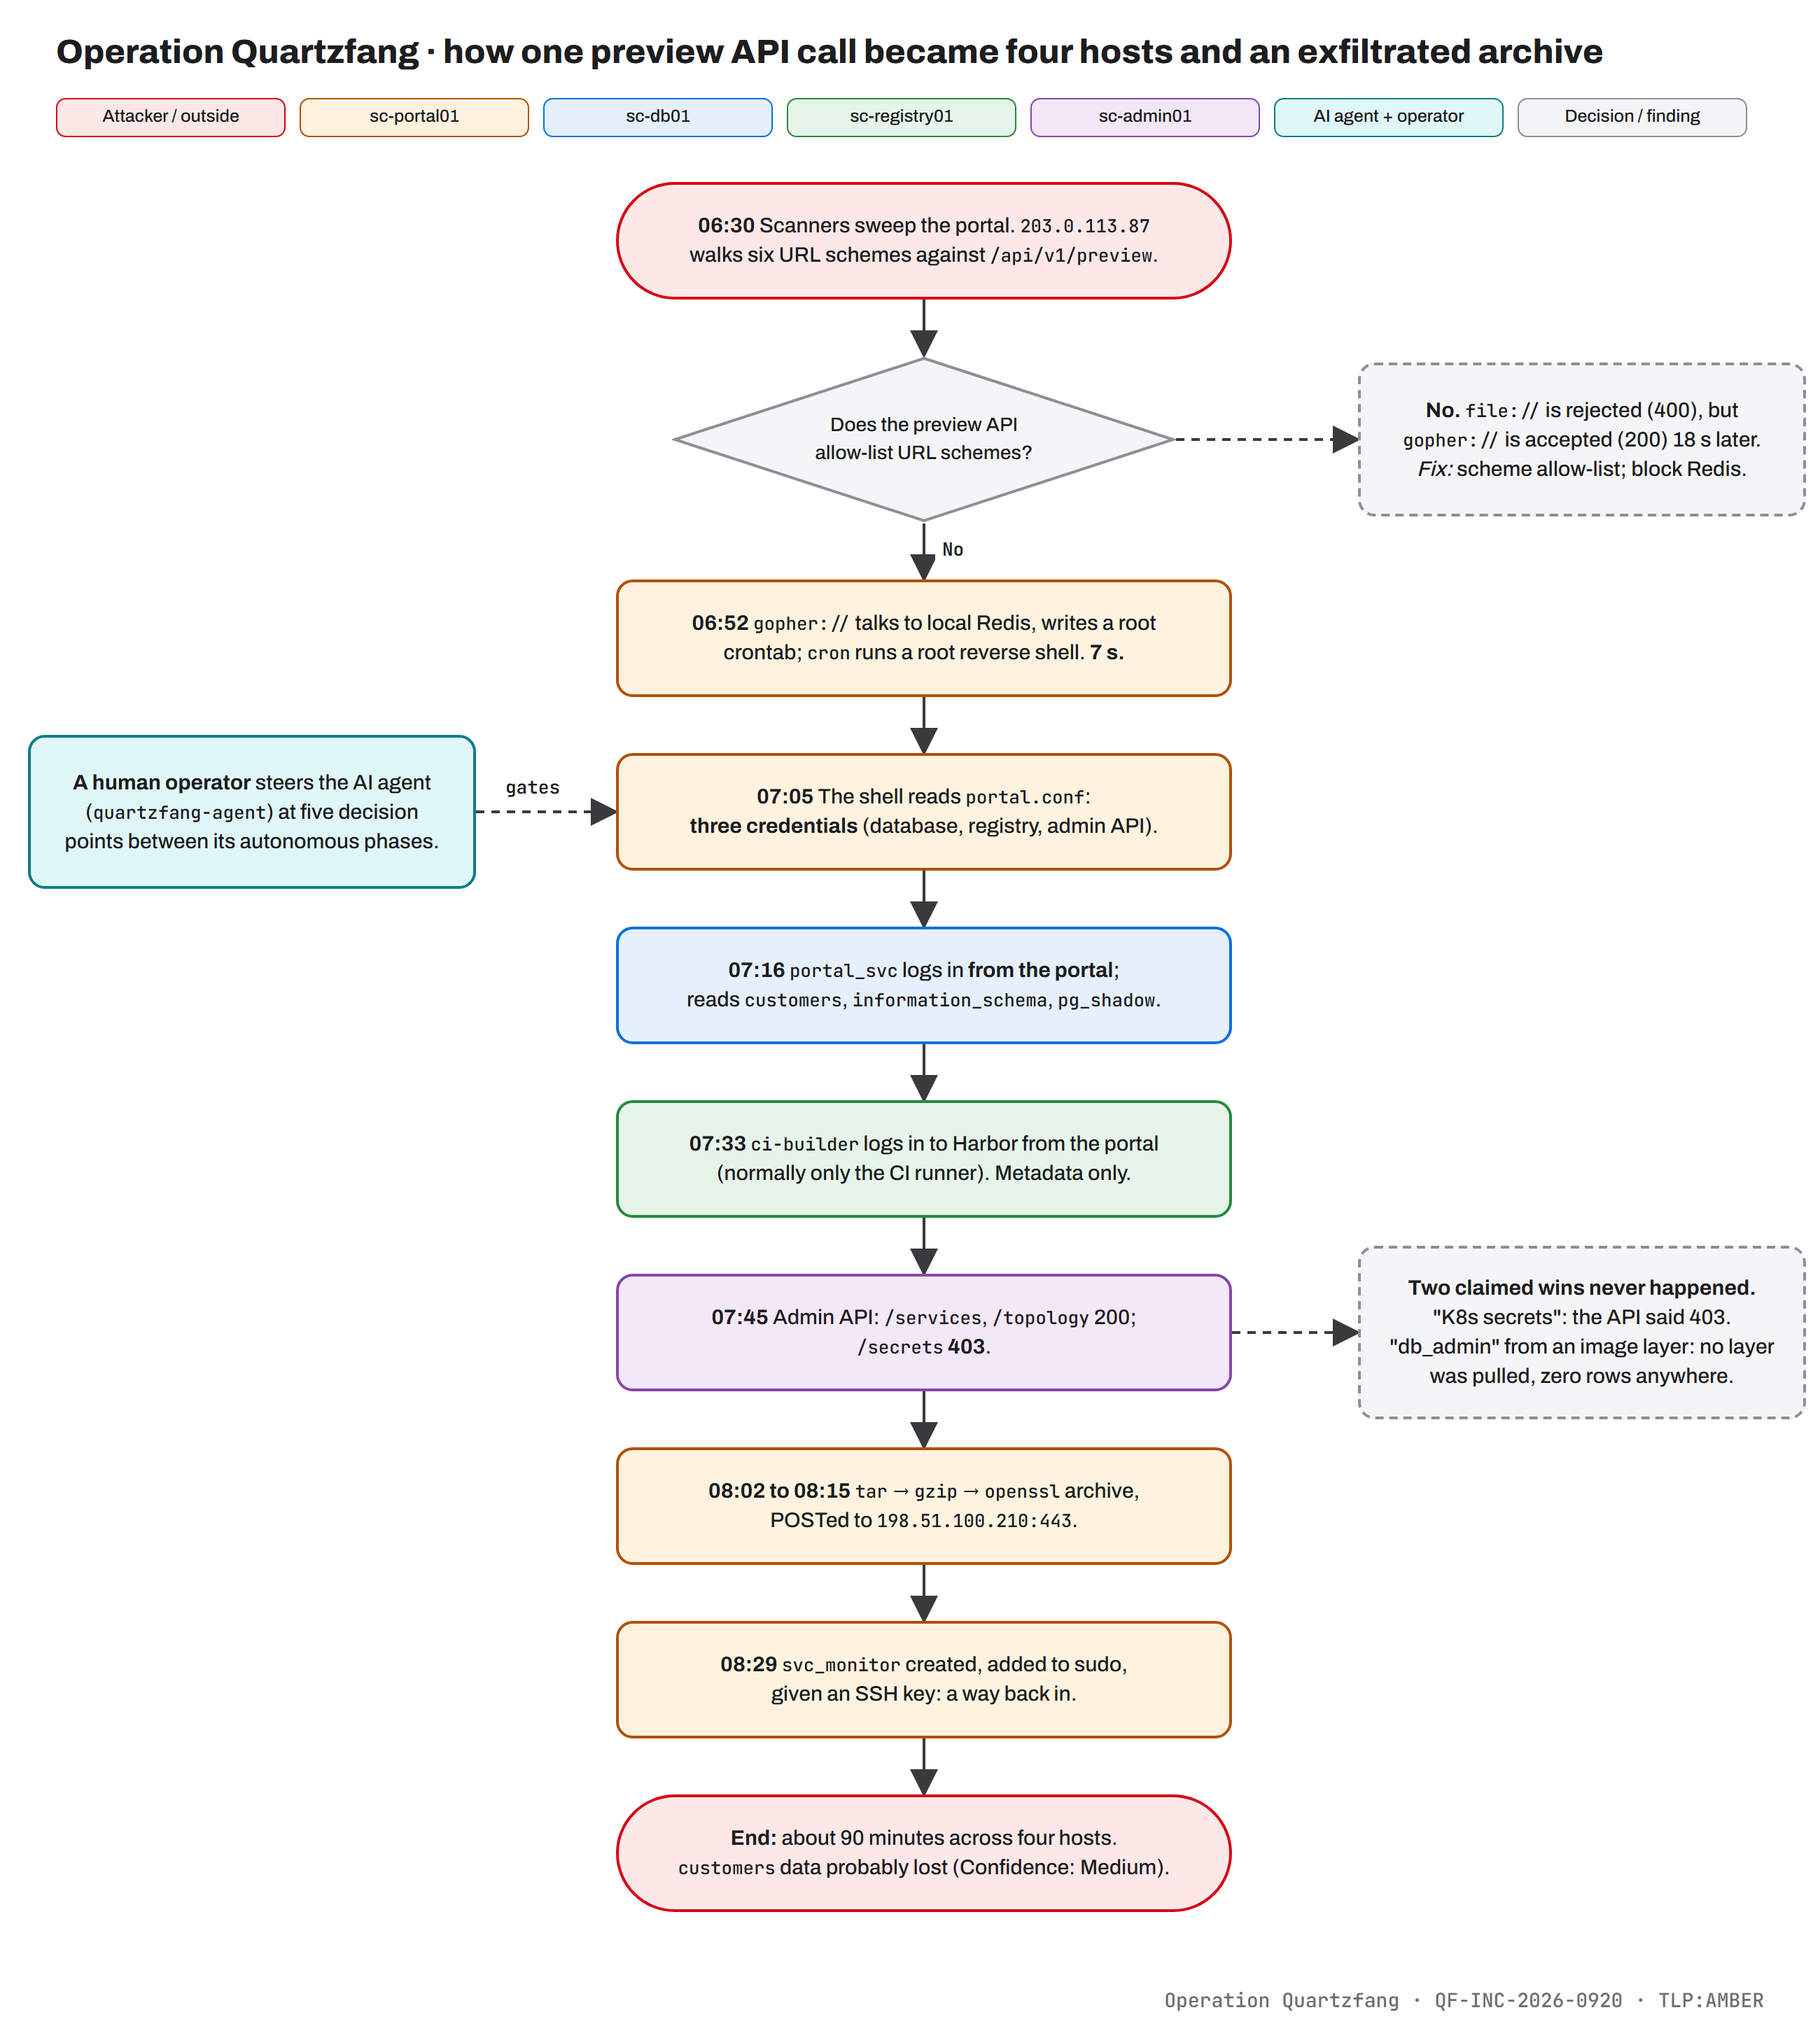 Operation Quartzfang · how one preview API call became four hosts and an exfiltrated archive
Attacker / outside
sc-portal01
sc-db01
sc-registry01
sc-admin01
AI agent + operator
Decision / finding
06:30 Scanners sweep the portal. 203.0.113.87
walks six URL schemes against /api/v1/preview.
Does the preview API
allow-list URL schemes?
No. file:// is rejected (400), but
gopher:// is accepted (200) 18 s later.
Fix: scheme allow-list; block Redis.
No
06:52 gopher:// talks to local Redis, writes a root
crontab; cron runs a root reverse shell. 7 s.
A human operator steers the AI agent
(quartzfang-agent) at five decision
points between its autonomous phases.
gates
07:05 The shell reads portal.conf:
three credentials (database, registry, admin API).
07:16 portal_svc logs in from the portal;
reads customers, information_schema, pg_shadow.
07:33 ci-builder logs in to Harbor from the portal
(normally only the CI runner). Metadata only.
07:45 Admin API: /services, /topology 200;
/secrets 403.
Two claimed wins never happened.
"K8s secrets": the API said 403.
"db_admin" from an image layer: no layer
was pulled, zero rows anywhere.
08:02 to 08:15 tar → gzip → openssl archive,
POSTed to 198.51.100.210:443.
08:29 svc_monitor created, added to sudo,
given an SSH key: a way back in.
End: about 90 minutes across four hosts.
customers data probably lost (Confidence: Medium).
Operation Quartzfang · QF-INC-2026-0920 · TLP:AMBER